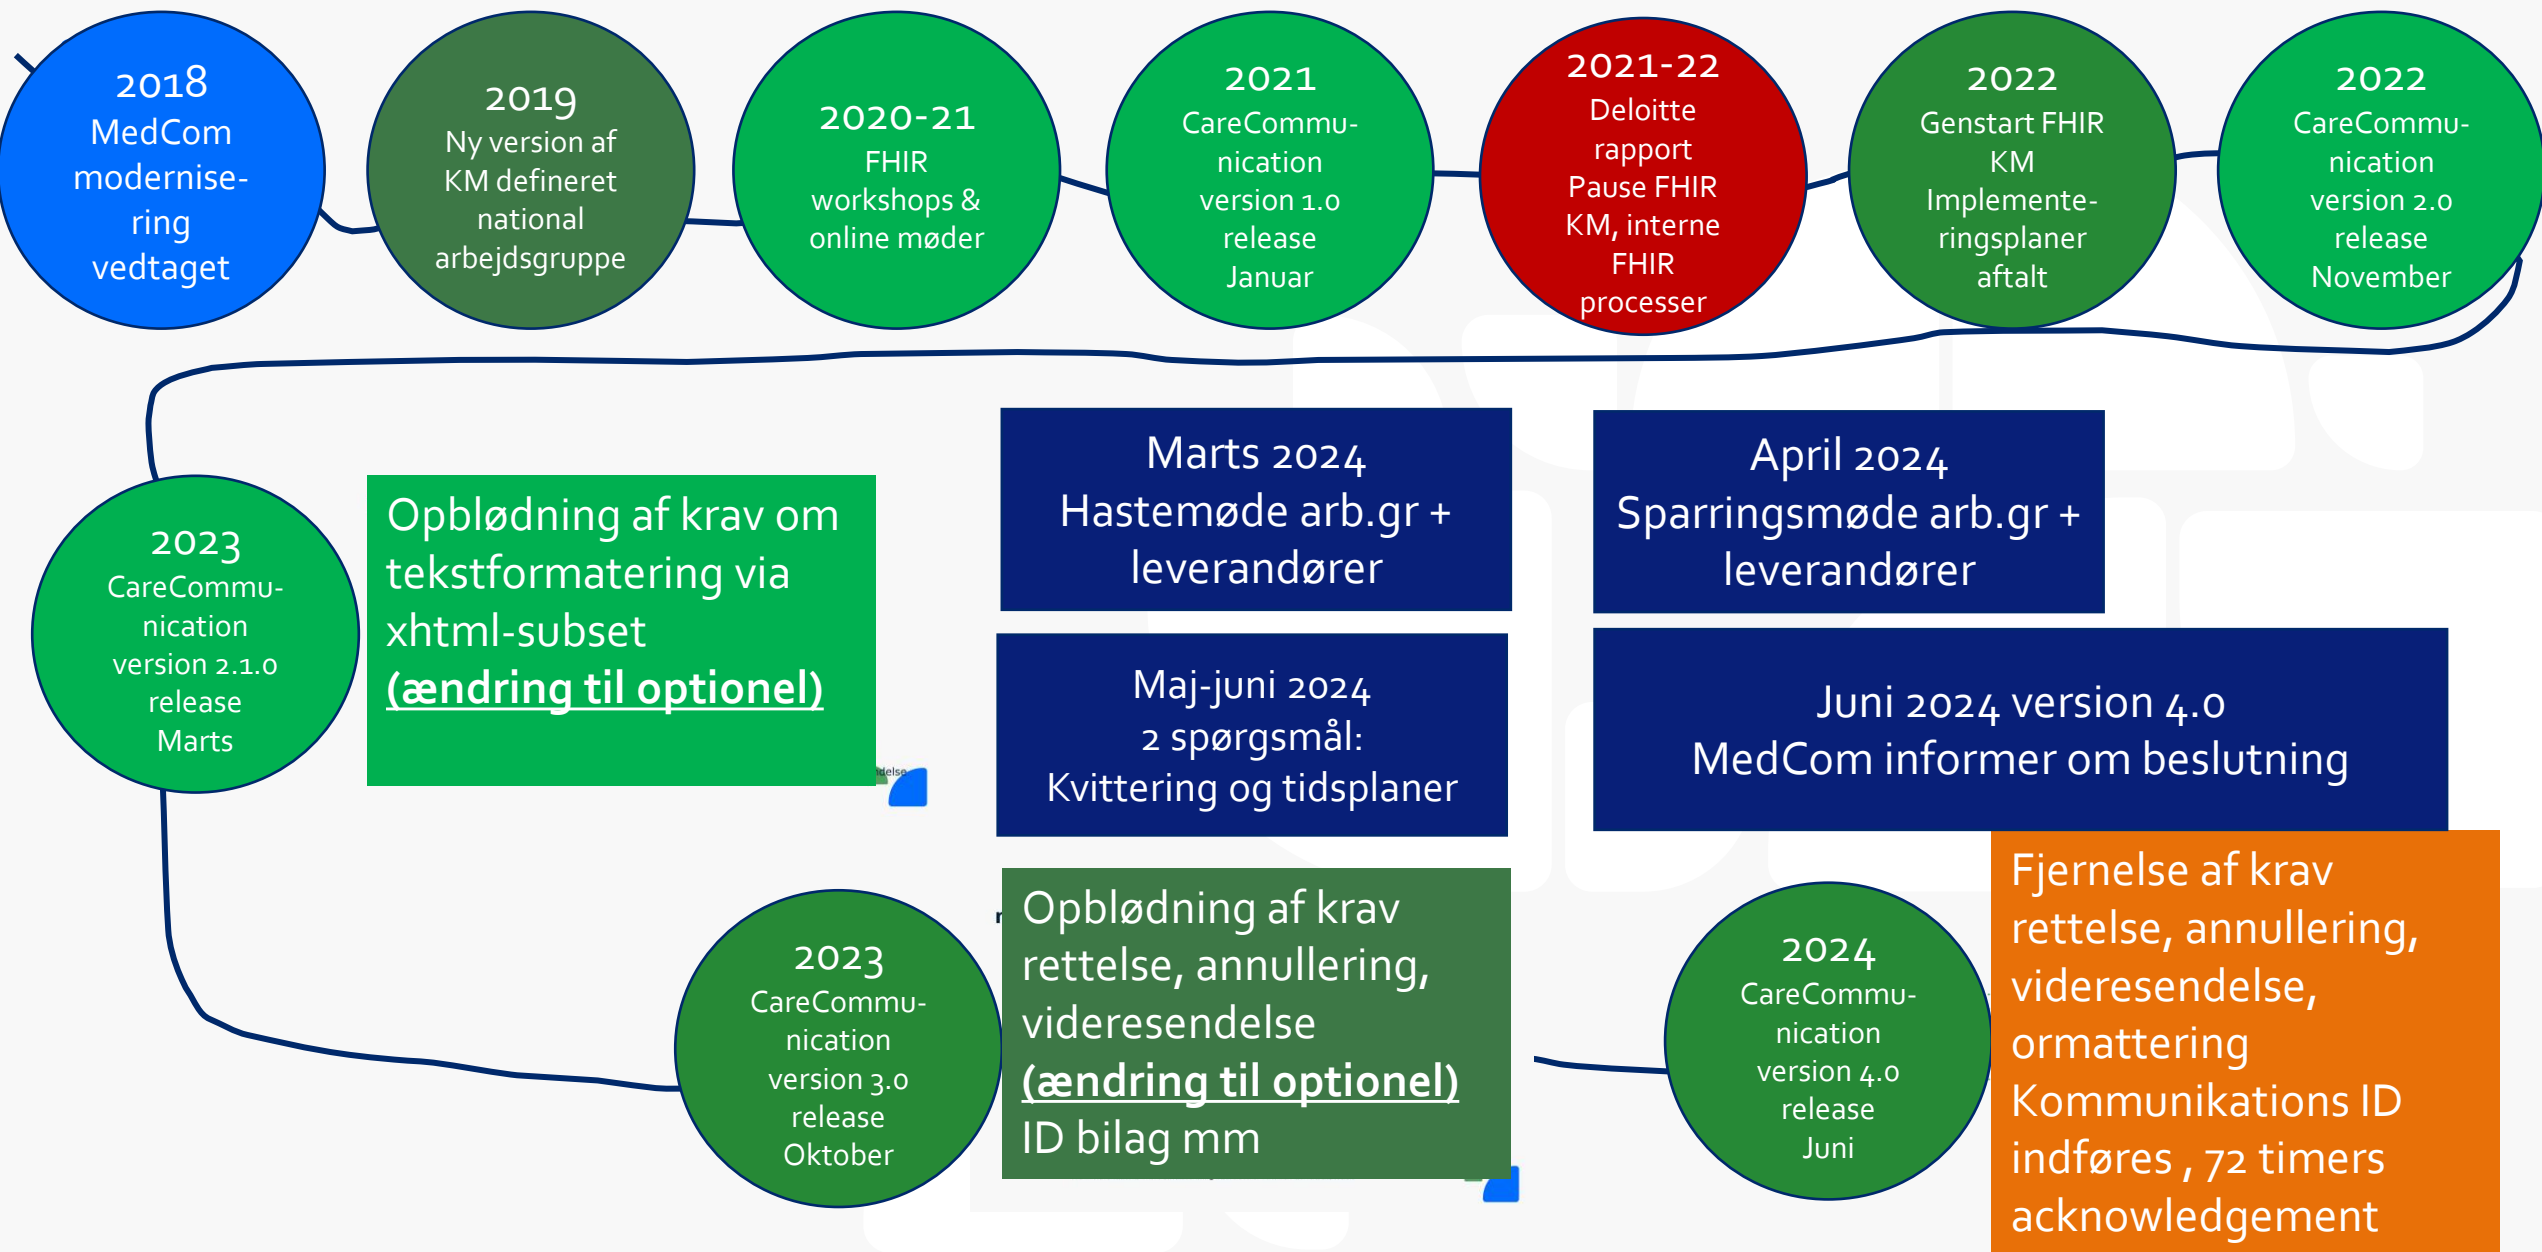 2018
MedCom
modernise-
ring
vedtaget
2019
Ny version af
KM defineret
national
arbejdsgruppe
2020-21
FHIR
workshops &
online møder
2021
CareCommu-
nication
version 1.0
release
Januar
2021-22
Deloitte
rapport
Pause FHIR
KM, interne
FHIR
processer
2022
Genstart FHIR
KM
Implemente-
ringsplaner
aftalt
2022
CareCommu-
nication
version 2.0
release
November
2023
CareCommu-
nication
version 2.1.0
release
Marts
Opblødning af krav om
tekstformatering via
xhtml-subset
(ændring til optionel)
Marts 2024
Hastemøde arb.gr +
leverandører
April 2024
Sparringsmøde arb.gr +
leverandører
Maj-juni 2024
2 spørgsmål:
Kvittering og tidsplaner
Juni 2024 version 4.0
MedCom informer om beslutning
2023
CareCommu-
nication
version 3.0
release
Oktober
Opblødning af krav
rettelse, annullering,
videresendelse
(ændring til optionel)
ID bilag mm
2024
CareCommu-
nication
version 4.0
release
Juni
Fjernelse af krav
rettelse, annullering,
videresendelse,
ormattering
Kommunikations ID
indføres , 72 timers
acknowledgement